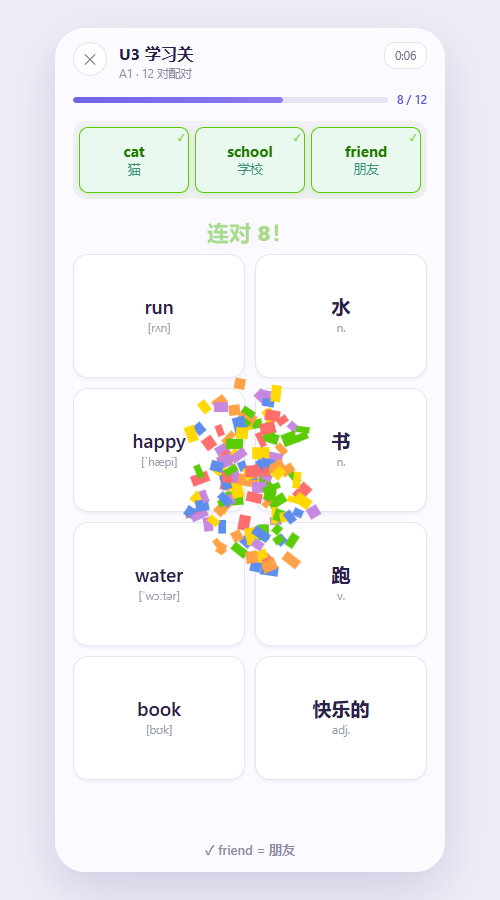 U3 学习关
A1 · 12 对配对
0:06
8 / 12
cat
猫
school
学校
friend
朋友
连对 8!
run
[rʌn]
水
n.
happy
[ˈhæpi]
书
n.
water
[ˈwɔːtər]
跑
v.
book
[bʊk]
快乐的
adj.
✓ friend = 朋友